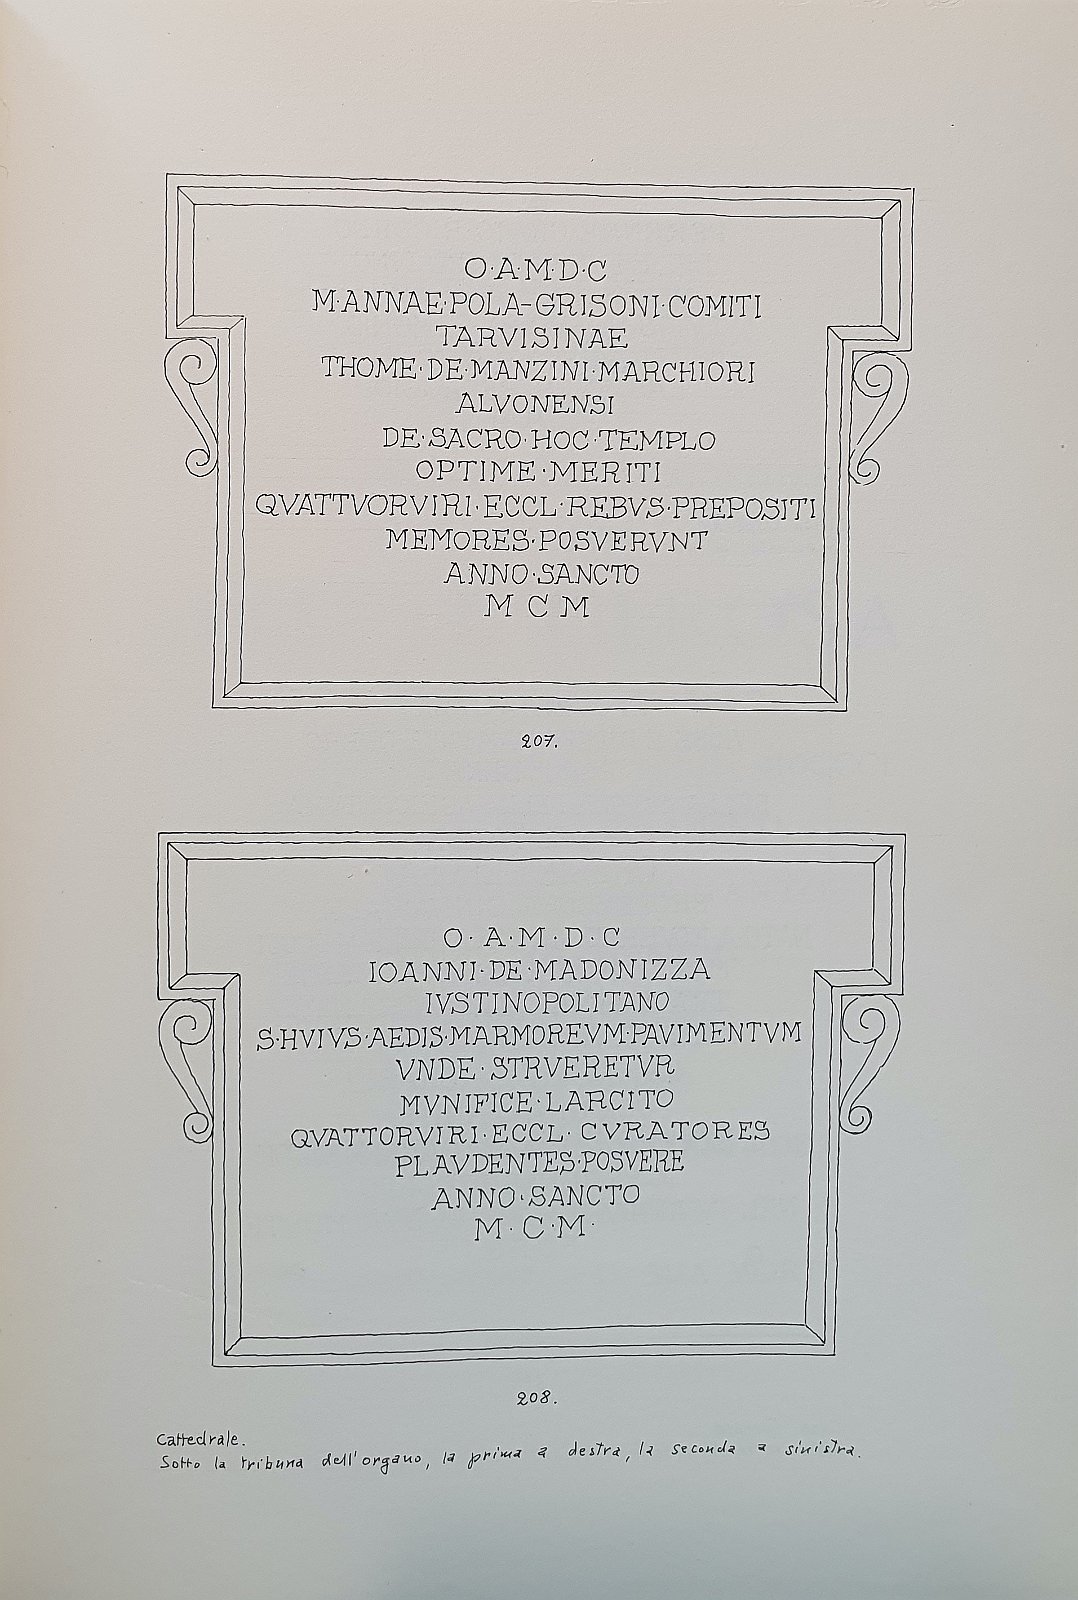 O·A·M·D·C
M·ANNAE·POLA-GRISONI·COMITI
TARVISINAE
THOME·DE·MANZINI·MARCHIORI
ALVONENSI
DE·SACRO·HOC·TEMPLO
OPTIME·MERITI
QVATTVORVIRI·ECCL·REBVS·PREPOSITI
MEMORES·POSVERVNT
ANNO·SANCTO
M C M
207.
O·A·M·D·C
IOANNI·DE·MADONIZZA
IVSTINOPOLITANO
S·HVIVS·AEDIS·MARMOREVM·PAVIMENTVM
VNDE·STRVERETVR
MVNIFICE·LARCITO
QVATTORVIRI·ECCL·CVRATORES
PLAVDENTES·POSVERE
ANNO·SANCTO
M·C·M·
208.
Cattedrale.
Sotto la tribuna dell'organo, la prima a destra, la seconda a sinistra.